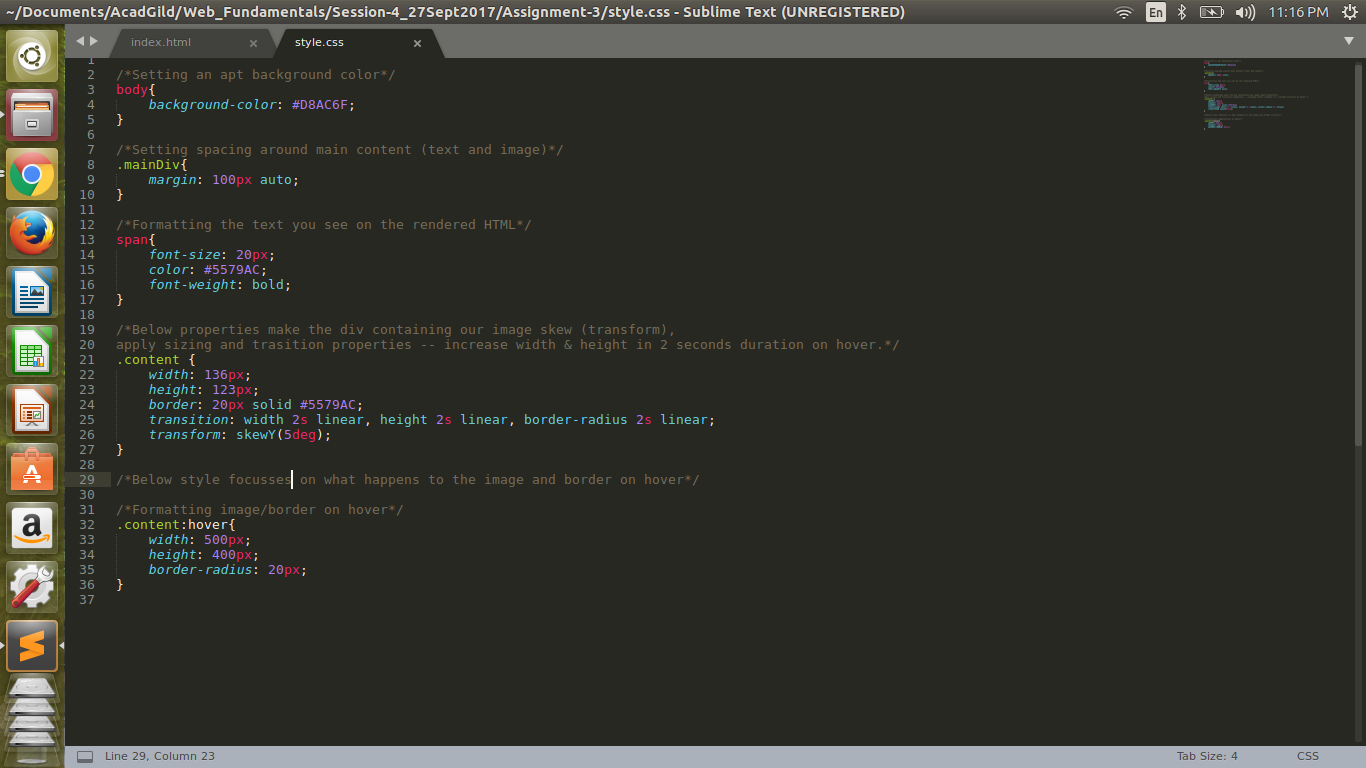 ~/Documents/AcadGild/Web_Fundamentals/Session-4_27Sept2017/Assignment-3/style.css - Sublime Text (UNREGISTERED)
En
11:16 PM
index.html ×
style.css ×
1
2 /*Setting an apt background color*/
3 body{
4     background-color: #D8AC6F;
5 }
6
7 /*Setting spacing around main content (text and image)*/
8 .mainDiv{
9     margin: 100px auto;
10 }
11
12 /*Formatting the text you see on the rendered HTML*/
13 span{
14     font-size: 20px;
15     color: #5579AC;
16     font-weight: bold;
17 }
18
19 /*Below properties make the div containing our image skew (transform),
20 apply sizing and trasition properties -- increase width & height in 2 seconds duration on hover.*/
21 .content {
22     width: 136px;
23     height: 123px;
24     border: 20px solid #5579AC;
25     transition: width 2s linear, height 2s linear, border-radius 2s linear;
26     transform: skewY(5deg);
27 }
28
29 /*Below style focusses on what happens to the image and border on hover*/
30
31 /*Formatting image/border on hover*/
32 .content:hover{
33     width: 500px;
34     height: 400px;
35     border-radius: 20px;
36 }
37
Line 29, Column 23
Tab Size: 4
CSS